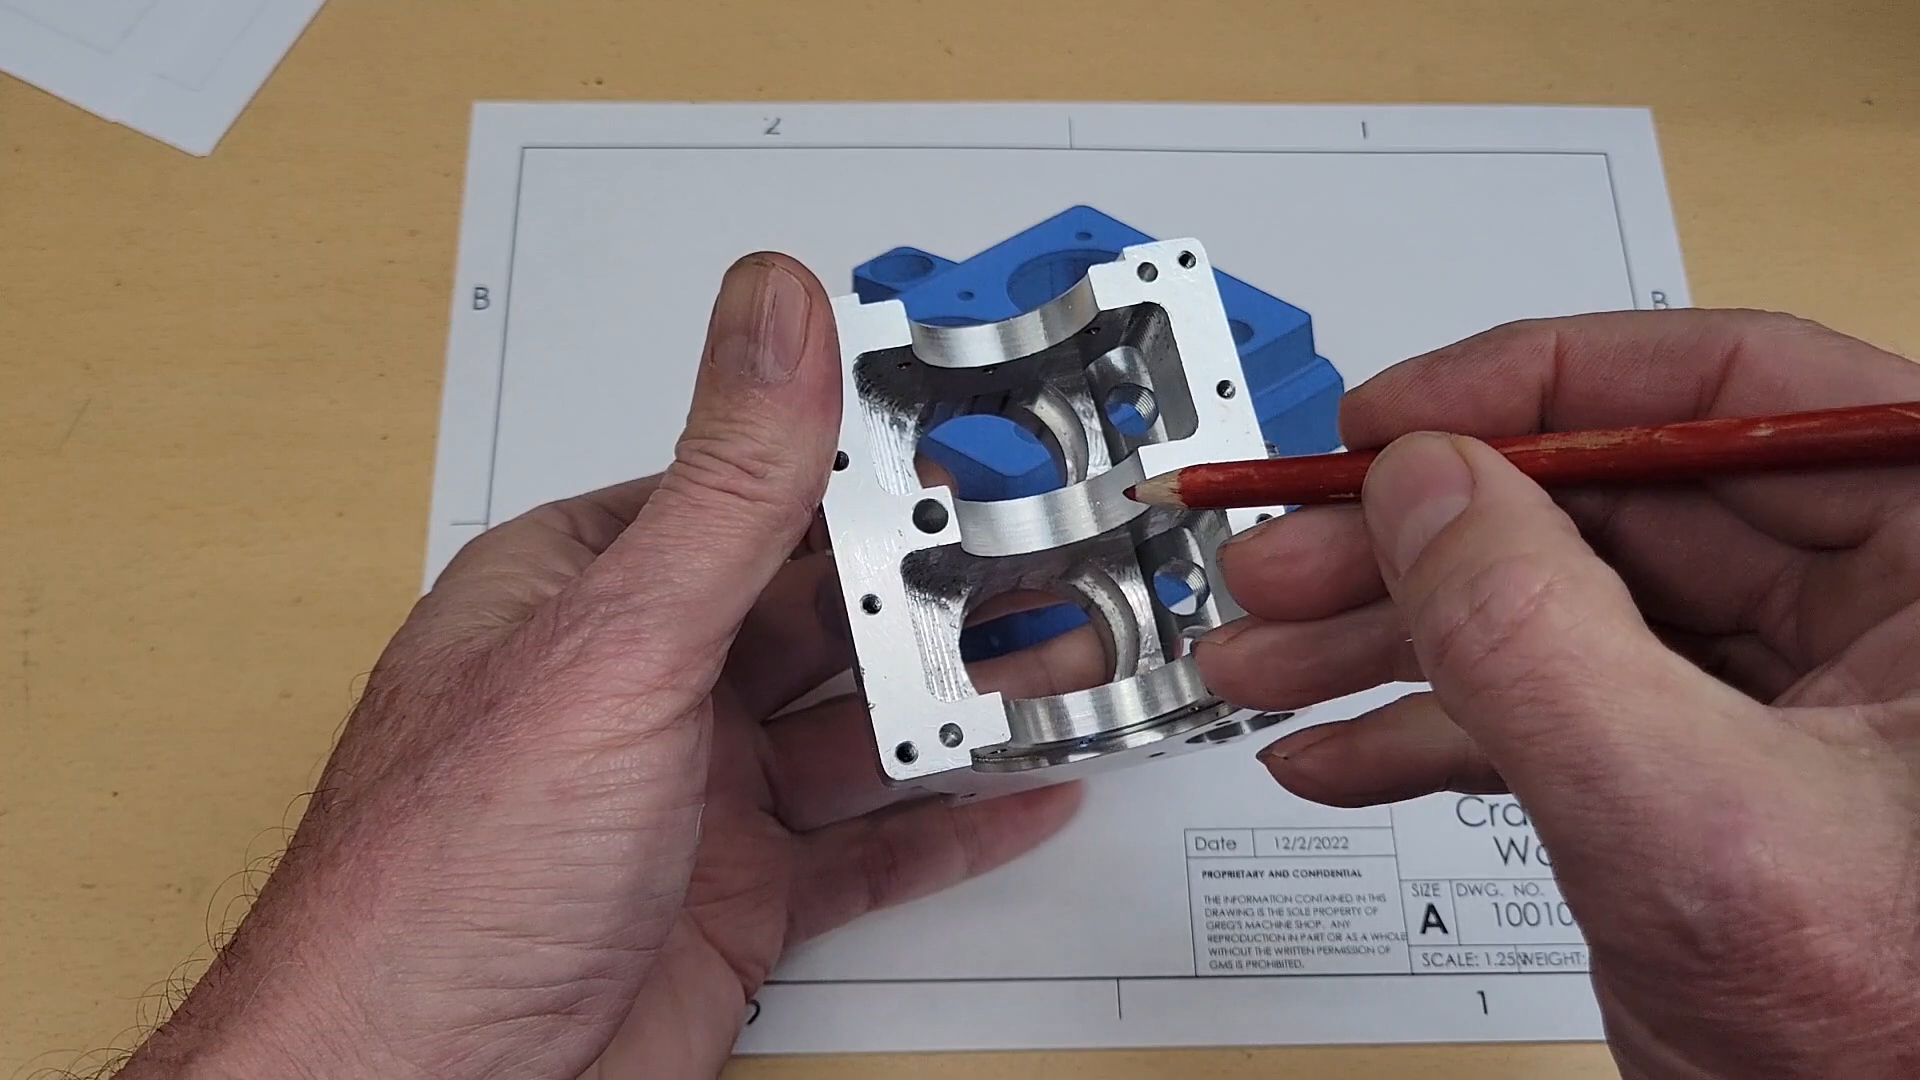 2
1
B
B
Date 12/2/2022
PROPRIETARY AND CONFIDENTIAL
THE INFORMATION CONTAINED IN THIS
DRAWING IS THE SOLE PROPERTY OF
GREG'S MACHINE SHOP. ANY
REPRODUCTION IN PART OR AS A WHOLE
WITHOUT THE WRITTEN PERMISSION OF
GMS IS PROHIBITED.
SIZE
A
DWG. NO.
10010
SCALE: 1.25
WEIGHT:
1